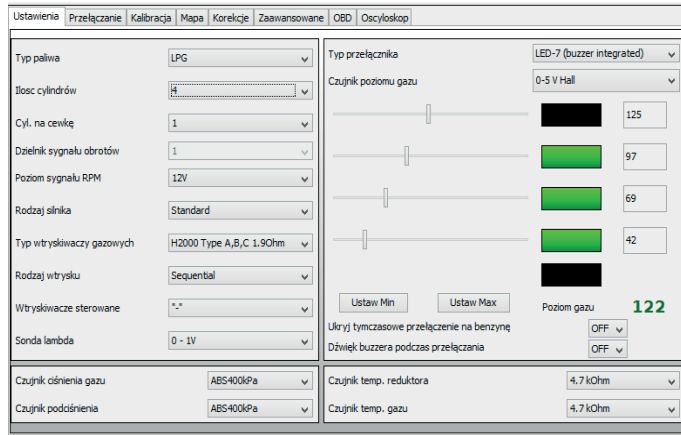 Ustawienia Przełączanie Kalibracja Mapa Korekcje Zaawansowane OBD Oscyloskop
Typ paliwa LPG
Ilosc cylindrów 4
Cyl. na cewkę 1
Dzielnik sygnału obrotów 1
Poziom sygnału RPM 12V
Rodzaj silnika Standard
Typ wtryskiwaczy gazowych H2000 Type A,B,C 1.9Ohm
Rodzaj wtrysku Sequential
Wtryskiwacze sterowane "-"
Sonda lambda 0 - 1V
Typ przełącznika LED-7 (buzzer integrated)
Czujnik poziomu gazu 0-5 V Hall
125
97
69
42
Ustaw Min Ustaw Max Poziom gazu 122
Ukryj tymczasowe przełączenie na benzynę OFF
Dźwięk buzzera podczas przełączania OFF
Czujnik ciśnienia gazu ABS400kPa
Czujnik podciśnienia ABS400kPa
Czujnik temp. reduktora 4.7 kOhm
Czujnik temp. gazu 4.7 kOhm